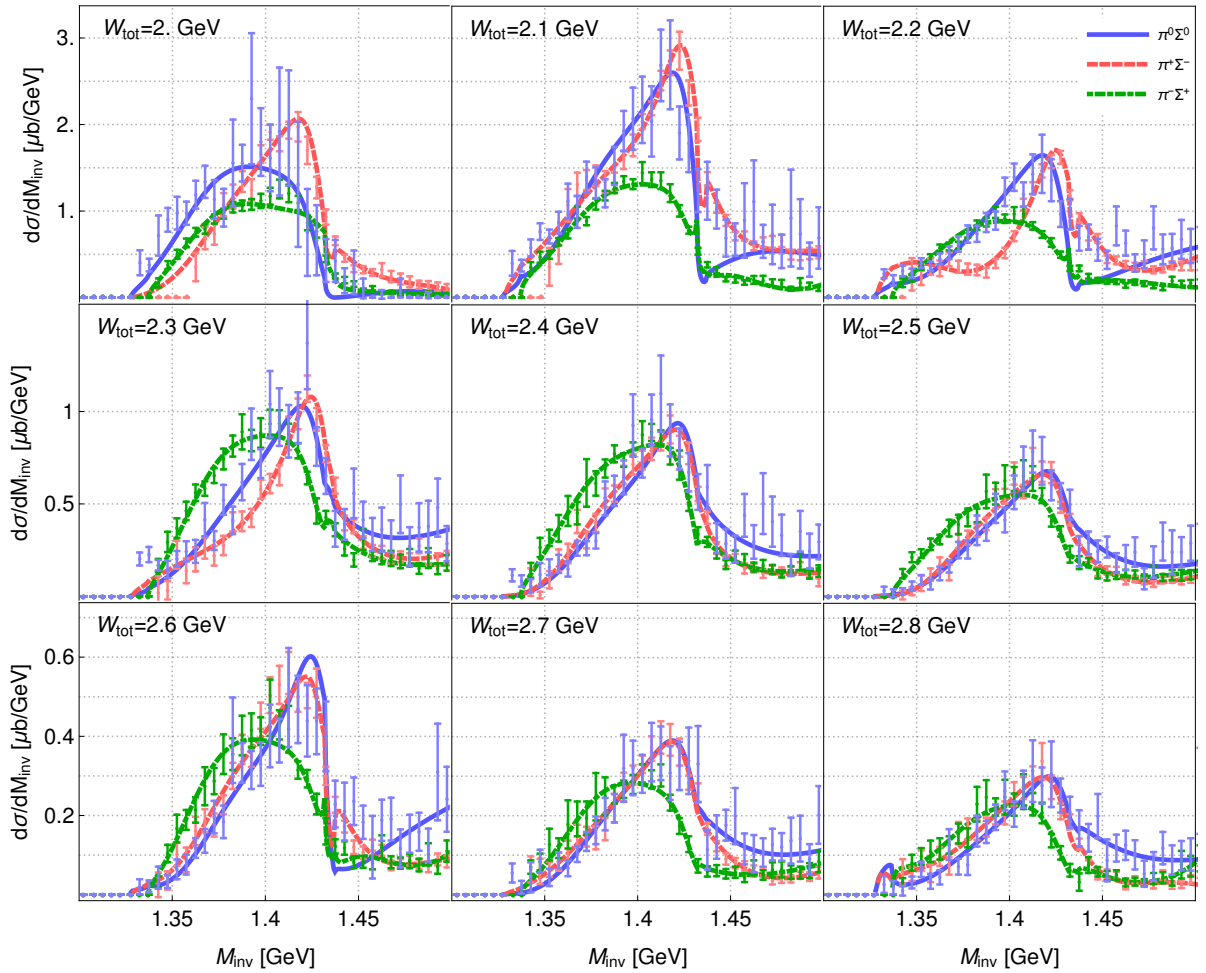 W_tot=2. GeV
W_tot=2.1 GeV
W_tot=2.2 GeV
π⁰Σ⁰
π⁺Σ⁻
π⁻Σ⁺
3.
2.
1.
dσ/dM_inv [μb/GeV]
W_tot=2.3 GeV
W_tot=2.4 GeV
W_tot=2.5 GeV
1
0.5
dσ/dM_inv [μb/GeV]
W_tot=2.6 GeV
W_tot=2.7 GeV
W_tot=2.8 GeV
0.6
0.4
0.2
dσ/dM_inv [μb/GeV]
1.35 1.4 1.45 1.35 1.4 1.45 1.35 1.4 1.45
M_inv [GeV] M_inv [GeV] M_inv [GeV]